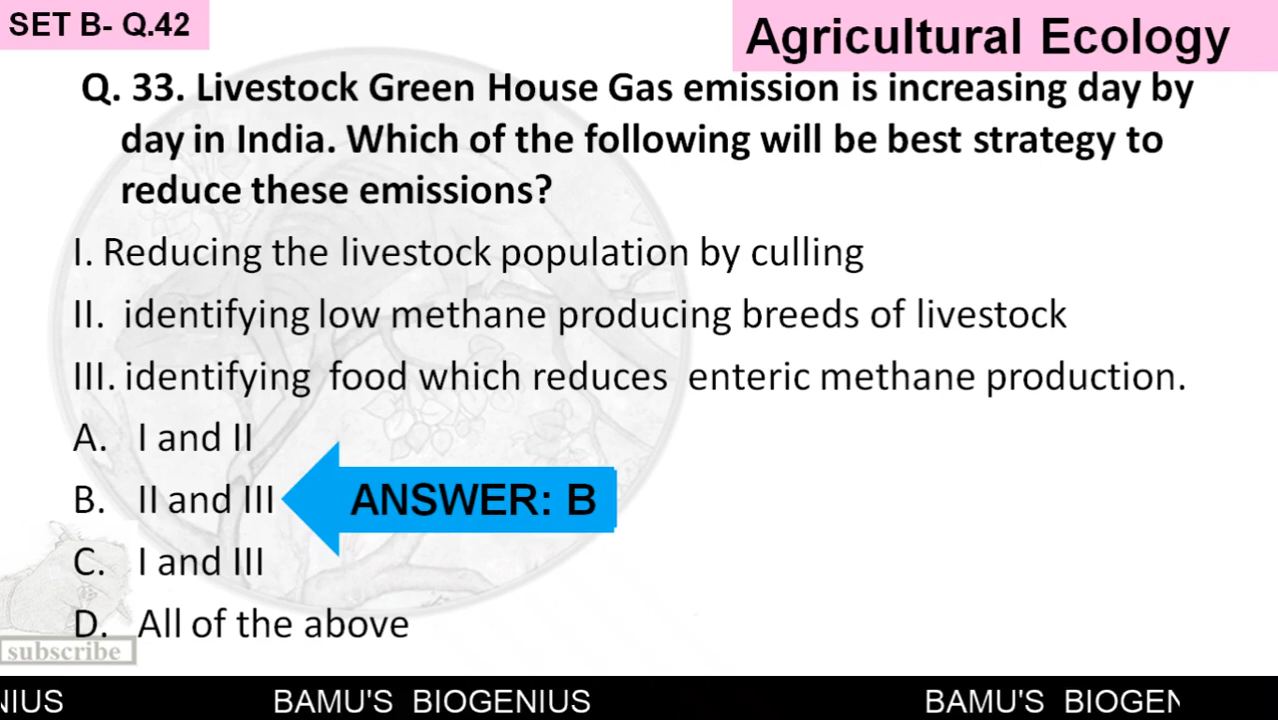 SET B- Q.42
Agricultural Ecology
Q. 33. Livestock Green House Gas emission is increasing day by
day in India. Which of the following will be best strategy to
reduce these emissions?
I. Reducing the livestock population by culling
II. identifying low methane producing breeds of livestock
III. identifying food which reduces enteric methane production.
A. I and II
B. II and III
ANSWER: B
C. I and III
D. All of the above
subscribe
NIUS BAMU'S BIOGENIUS BAMU'S BIOGEN